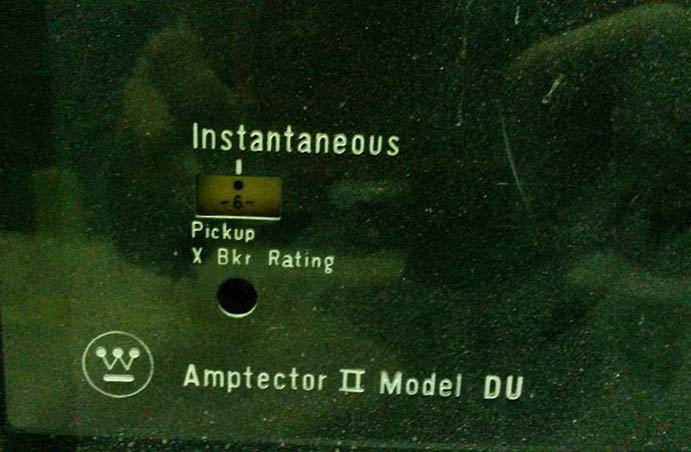 Instantaneous
-6-
Pickup
X Bkr Rating
Amptector II Model DU